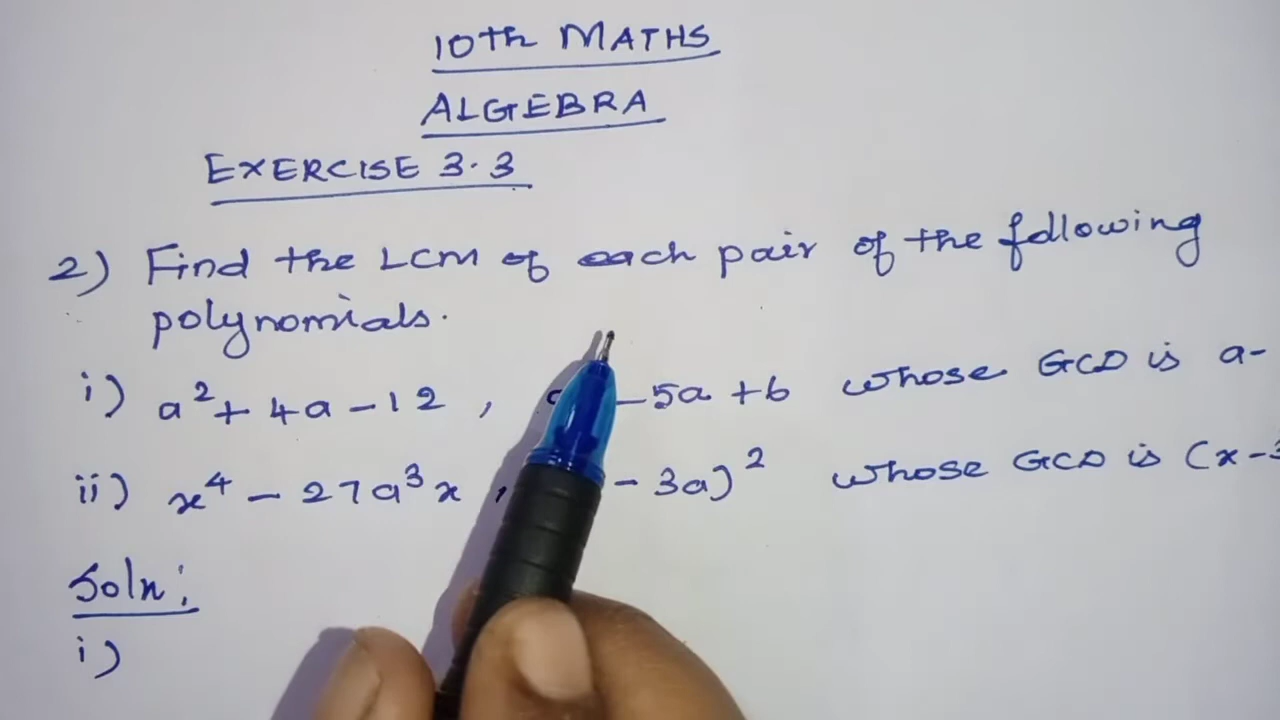 10th MATHS
ALGEBRA
EXERCISE 3.3
2) Find the LCM of each pair of the following
polynomials.
i) a²+ 4a - 12 , - 5a + 6 whose GCD is a-
ii) x⁴ - 27a³x , - 3a)² whose GCD is (x-3
Soln:
i)